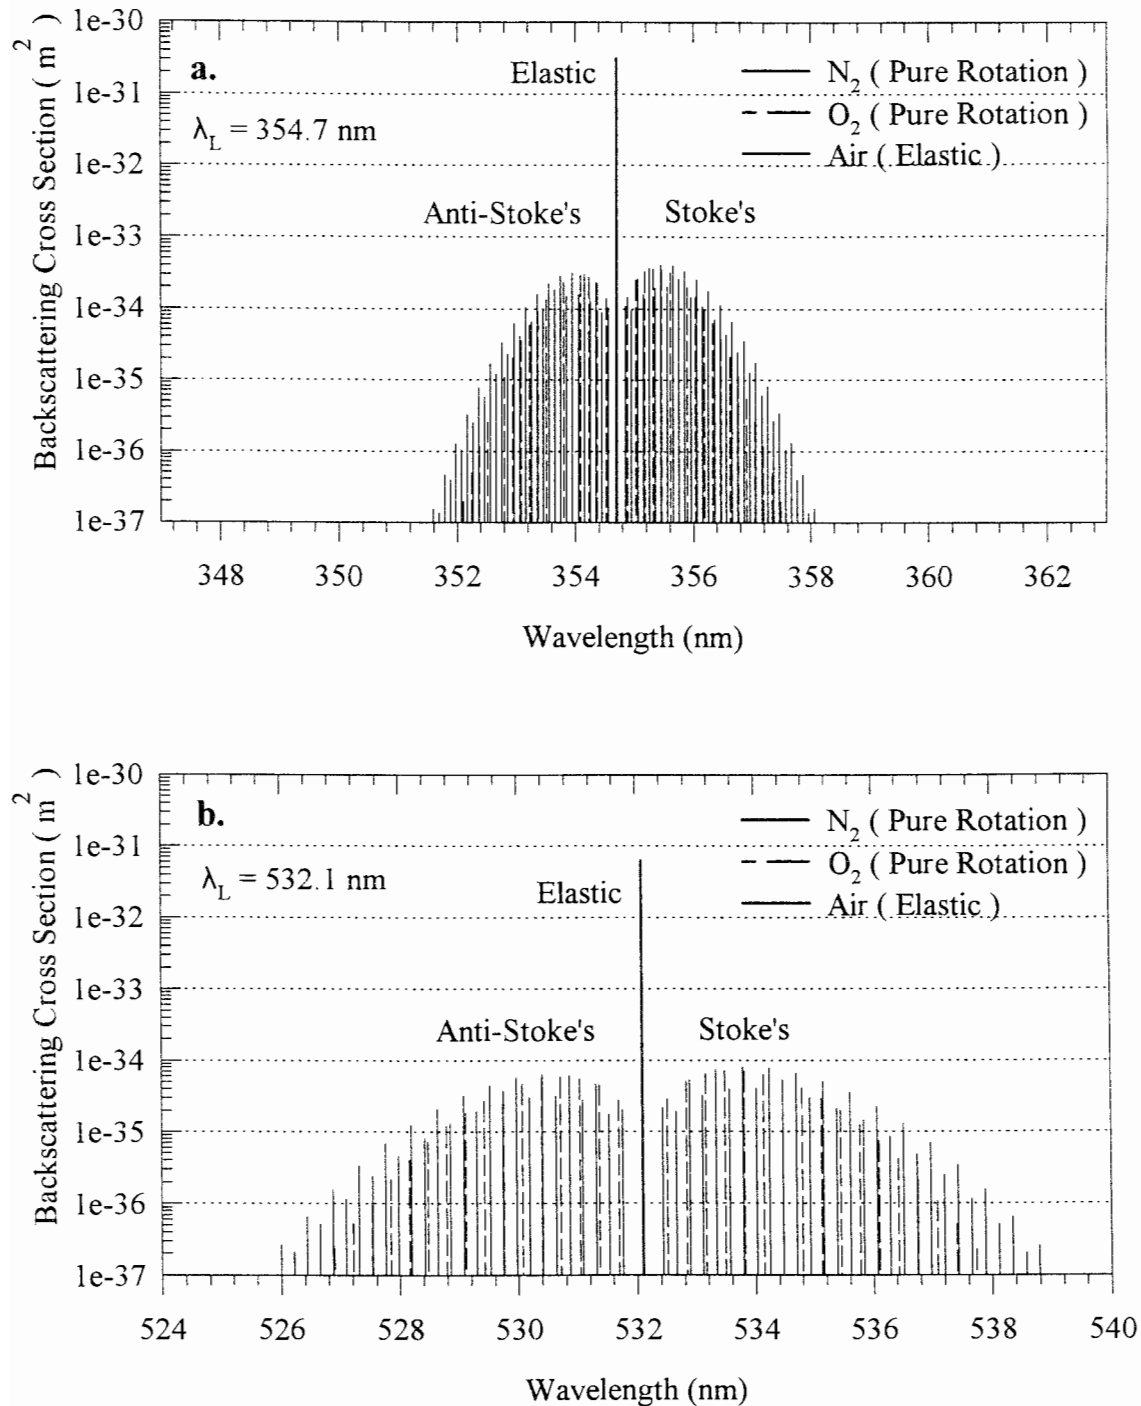 Backscattering Cross Section ( m² )
1e-30
1e-31
1e-32
1e-33
1e-34
1e-35
1e-36
1e-37
a.
λL = 354.7 nm
Elastic
N2 ( Pure Rotation )
O2 ( Pure Rotation )
Air ( Elastic )
Anti-Stoke's
Stoke's
348 350 352 354 356 358 360 362
Wavelength (nm)
Backscattering Cross Section ( m² )
1e-30
1e-31
1e-32
1e-33
1e-34
1e-35
1e-36
1e-37
b.
λL = 532.1 nm
Elastic
N2 ( Pure Rotation )
O2 ( Pure Rotation )
Air ( Elastic )
Anti-Stoke's
Stoke's
524 526 528 530 532 534 536 538 540
Wavelength (nm)